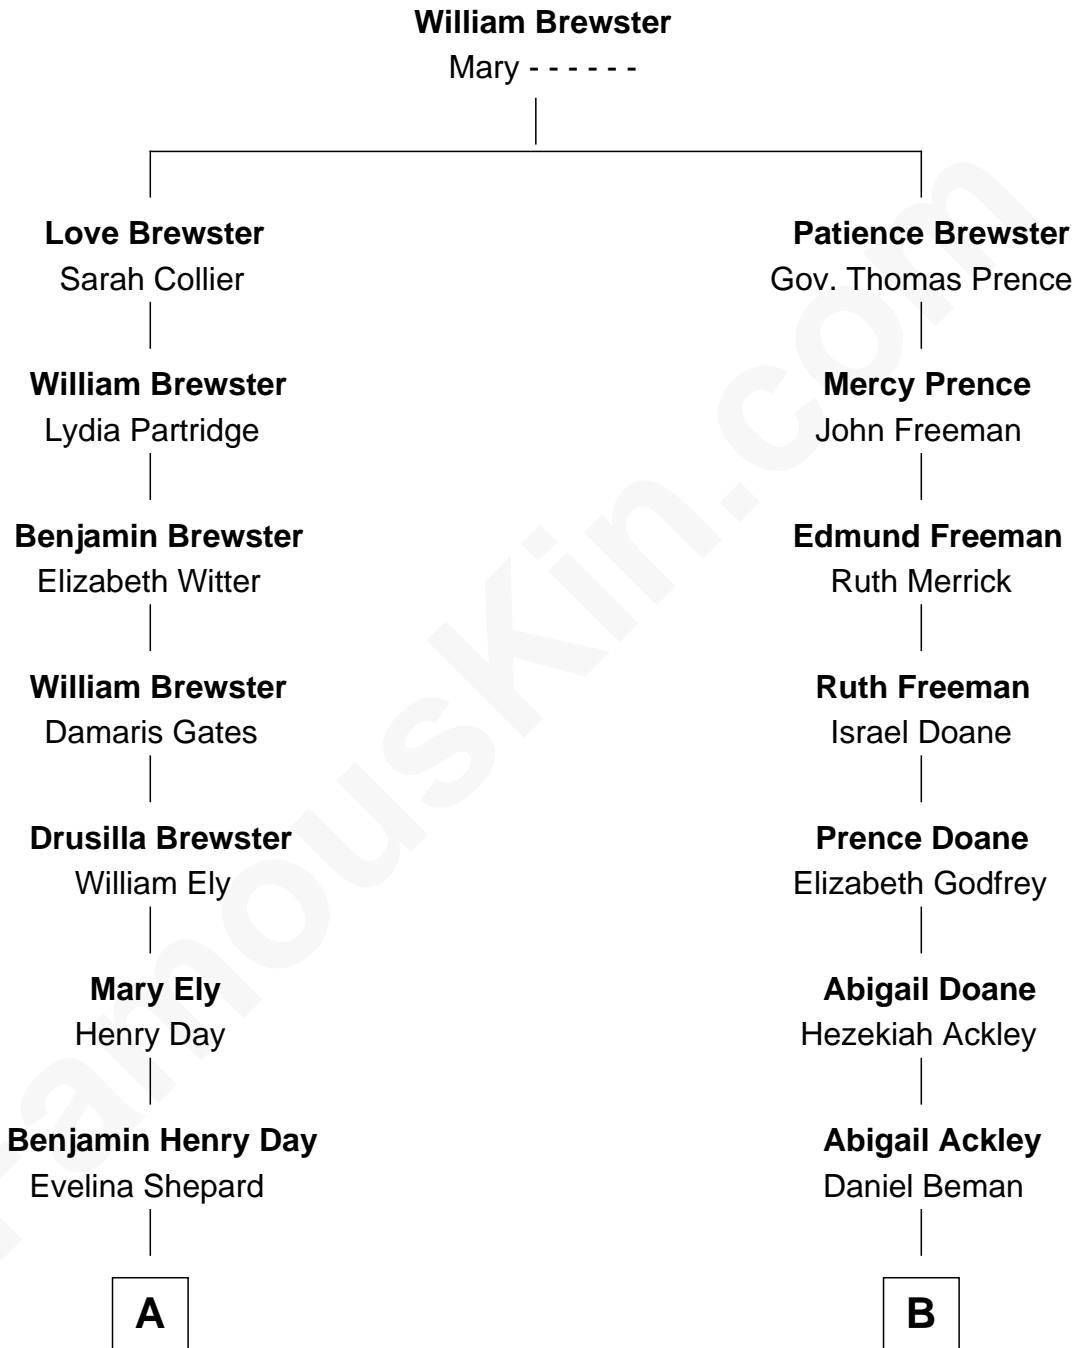 William Brewster
Mary - - - - - -
Love Brewster
Sarah Collier
Patience Brewster
Gov. Thomas Prence
William Brewster
Lydia Partridge
Mercy Prence
John Freeman
Benjamin Brewster
Elizabeth Witter
Edmund Freeman
Ruth Merrick
William Brewster
Damaris Gates
Ruth Freeman
Israel Doane
Drusilla Brewster
William Ely
Prence Doane
Elizabeth Godfrey
Mary Ely
Henry Day
Abigail Doane
Hezekiah Ackley
Benjamin Henry Day
Evelina Shepard
Abigail Ackley
Daniel Beman
A
B
FamousKin.com